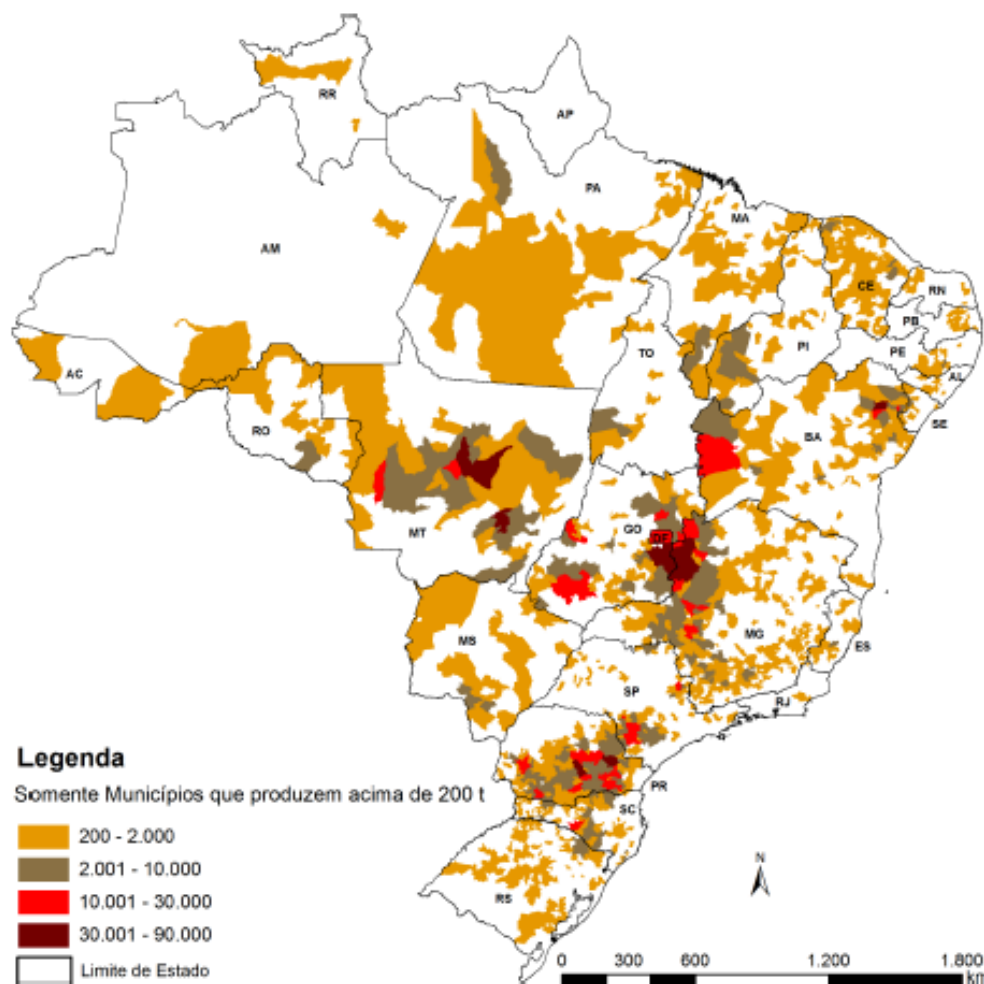 RR
AP
AM
PA
MA
CE
RN
PB
PE
AL
SE
PI
TO
AC
RO
BA
MT
GO
DF
MG
ES
MS
SP
RJ
PR
SC
RS
Legenda
Somente Municípios que produzem acima de 200 t
200 - 2.000
2.001 - 10.000
10.001 - 30.000
30.001 - 90.000
Limite de Estado
N
0 300 600 1.200 1.800
km